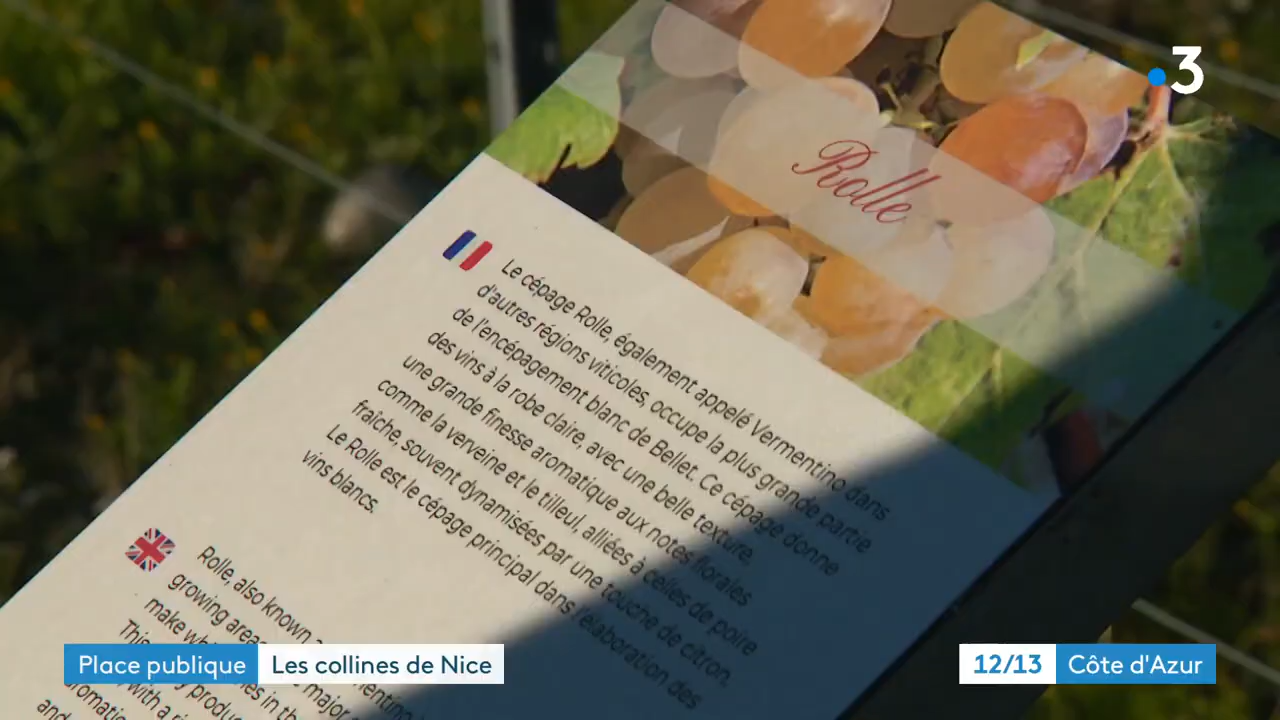 3
Rolle
Le cépage Rolle, également appelé Vermentino dans
d'autres régions viticoles, occupe la plus grande partie
de l'encépagement blanc de Bellet. Ce cépage donne
des vins à la robe claire, avec une belle texture,
une grande finesse aromatique aux notes florales
comme la verveine et le tilleul, alliées à celles de poire
fraîche, souvent dynamisées par une touche de citron.
Le Rolle est le cépage principal dans l'élaboration des
vins blancs.
Rolle, also known
growing areas
make
major
This
with a
and
Place publique
Les collines de Nice
12/13
Côte d'Azur